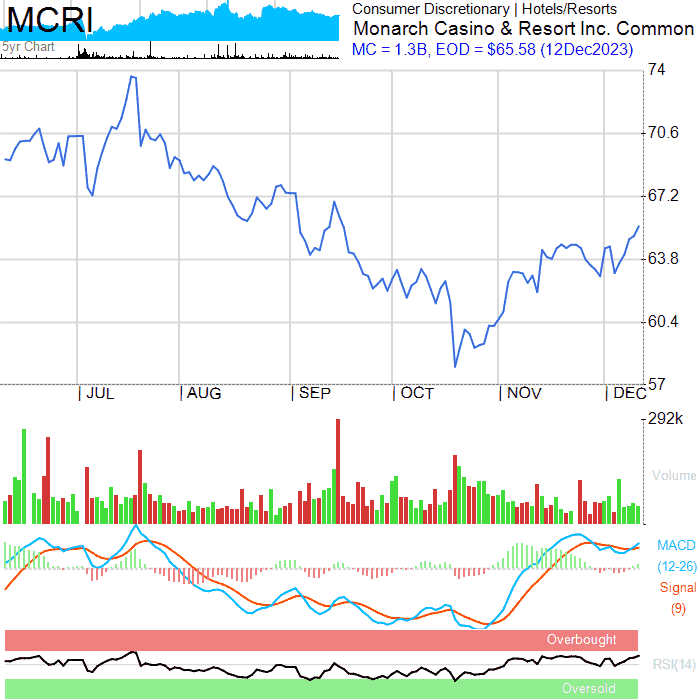 MCRI
5yr Chart
Consumer Discretionary | Hotels/Resorts
Monarch Casino & Resort Inc. Common
MC = 1.3B, EOD = $65.58 (12Dec2023)
74
70.6
67.2
63.8
60.4
57
JUL
AUG
SEP
OCT
NOV
DEC
292k
Volume
MACD
(12-26)
Signal
(9)
Overbought
RSI(14)
Oversold